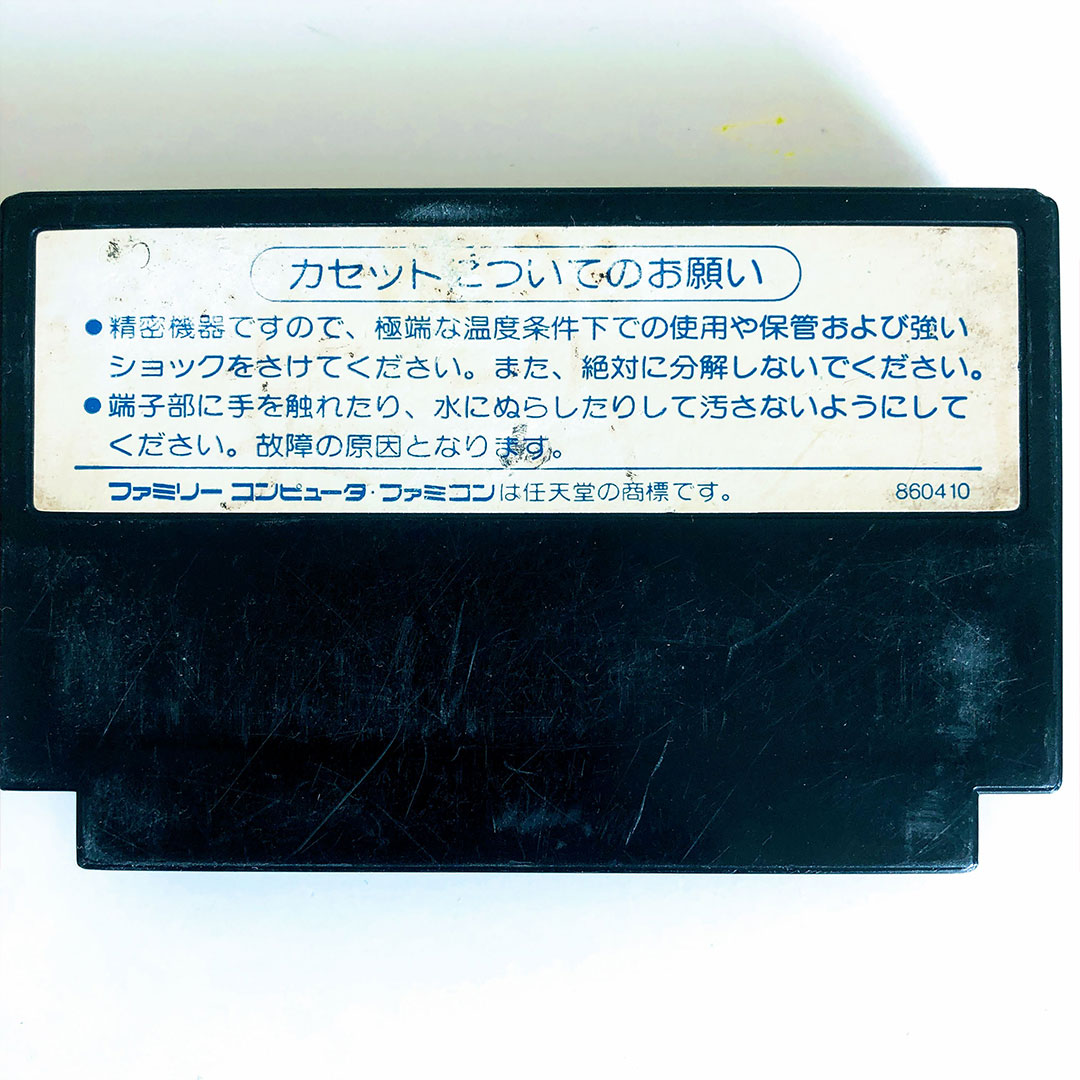 カセットについてのお願い
●精密機器ですので、極端な温度条件下での使用や保管および強い
ショックをさけてください。また、絶対に分解しないでください。
●端子部に手を触れたり、水にぬらしたりして汚さないようにして
ください。故障の原因となります。
ファミリーコンピュータ・ファミコンは任天堂の商標です。 860410